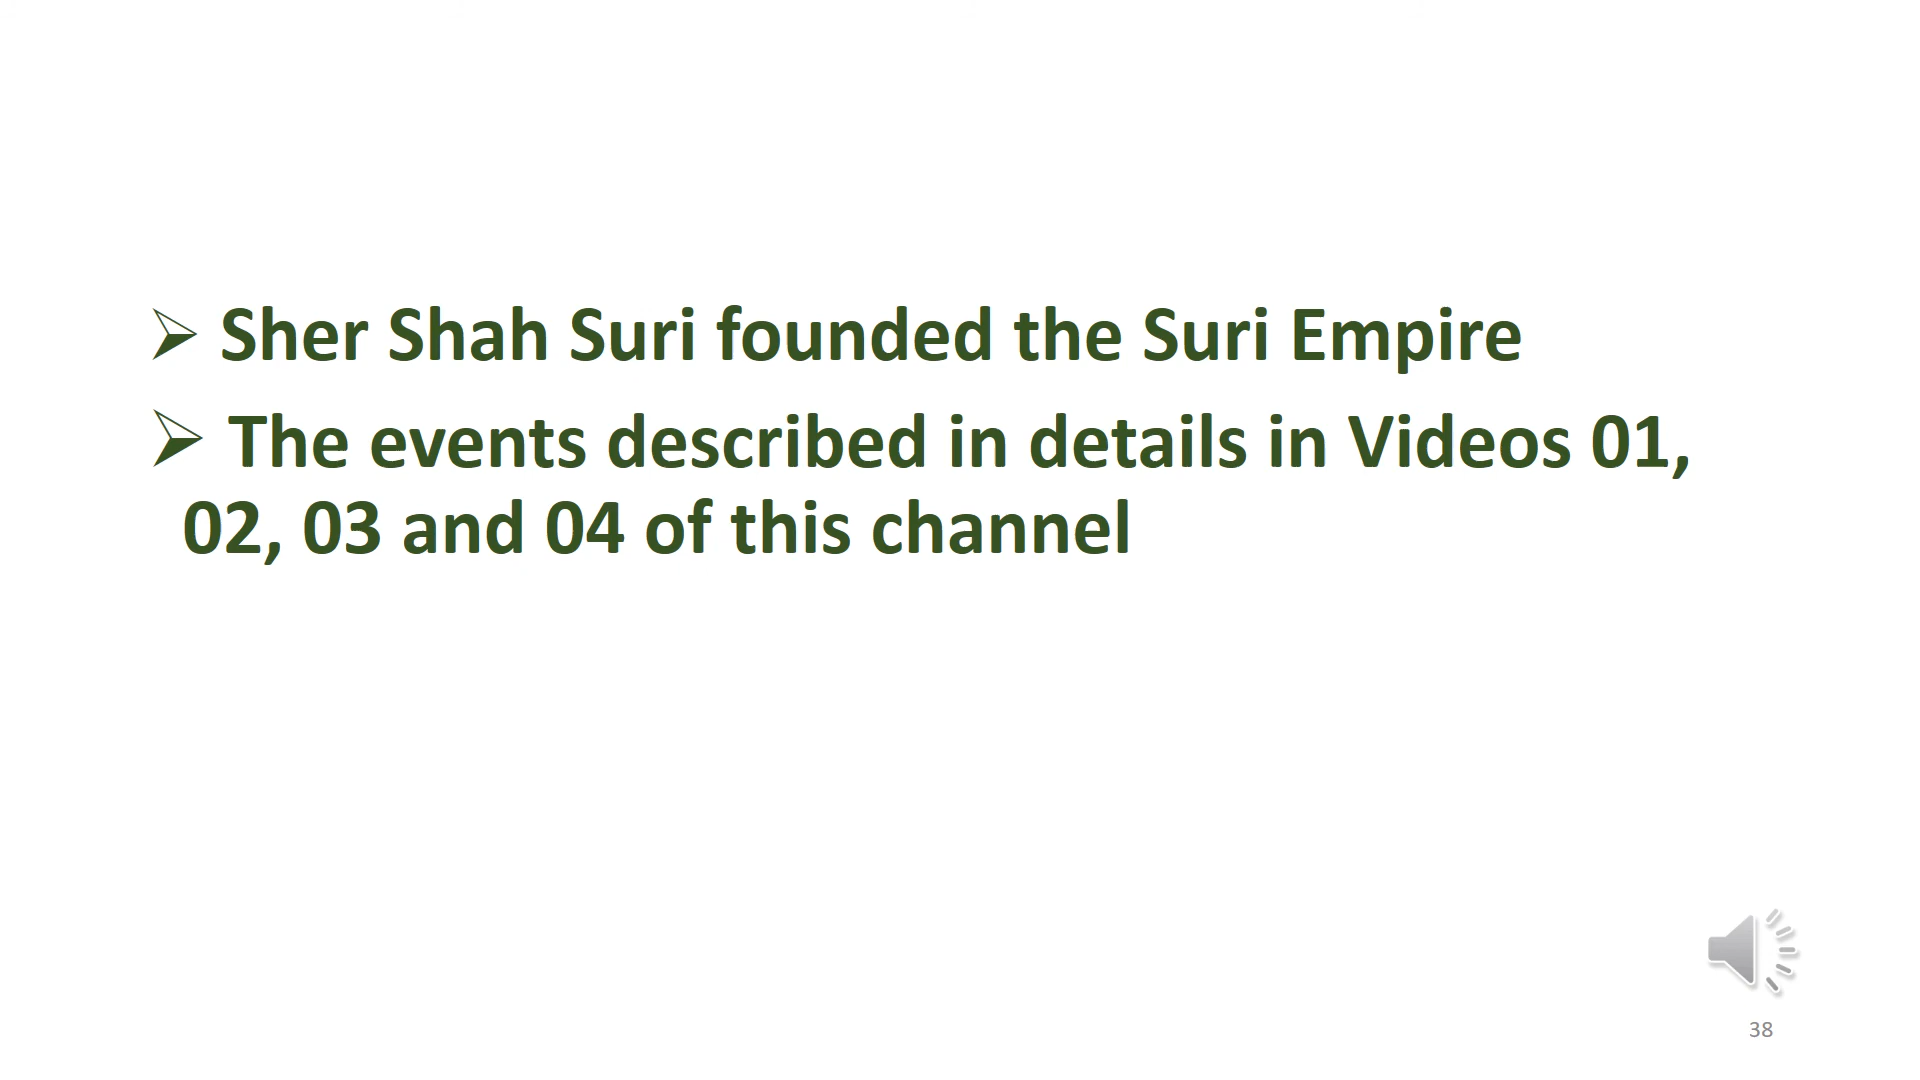 ➢ Sher Shah Suri founded the Suri Empire
➢ The events described in details in Videos 01,
02, 03 and 04 of this channel
38